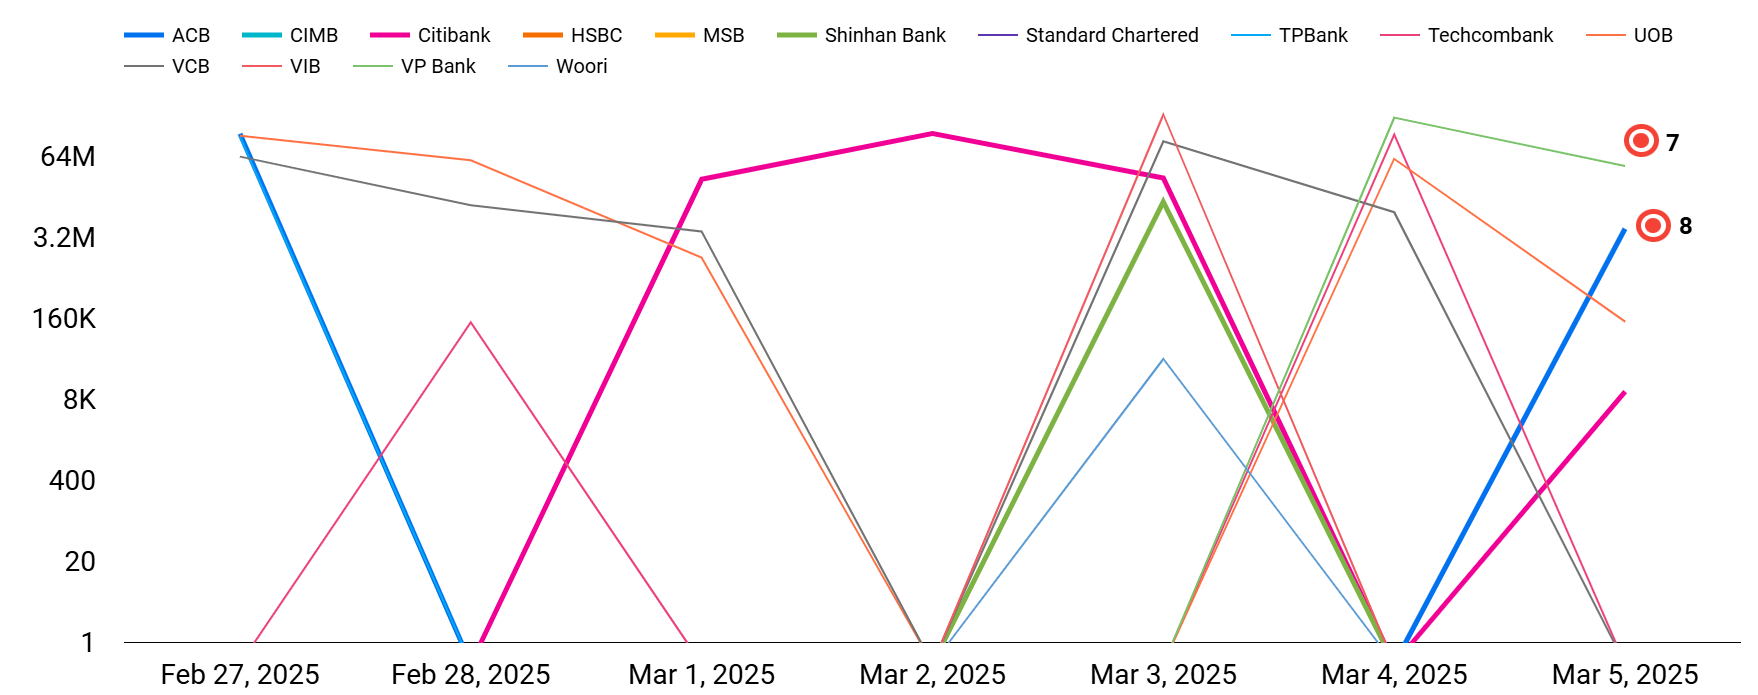 ACB CIMB Citibank HSBC MSB Shinhan Bank Standard Chartered TPBank Techcombank UOB
VCB VIB VP Bank Woori
64M
7
3.2M
8
160K
8K
400
20
1
Feb 27, 2025 Feb 28, 2025 Mar 1, 2025 Mar 2, 2025 Mar 3, 2025 Mar 4, 2025 Mar 5, 2025